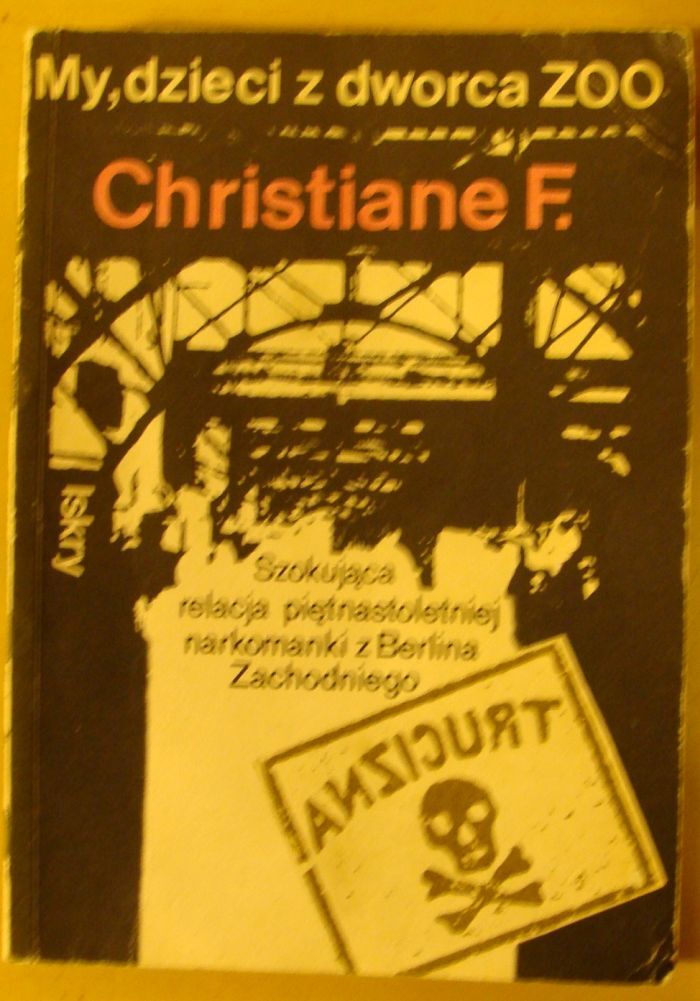 My, dzieci z dworca ZOO
Christiane F.
Iskry
Szokująca
relacja piętnastoletniej
narkomanki z Berlina
Zachodniego
TRUCIZNA